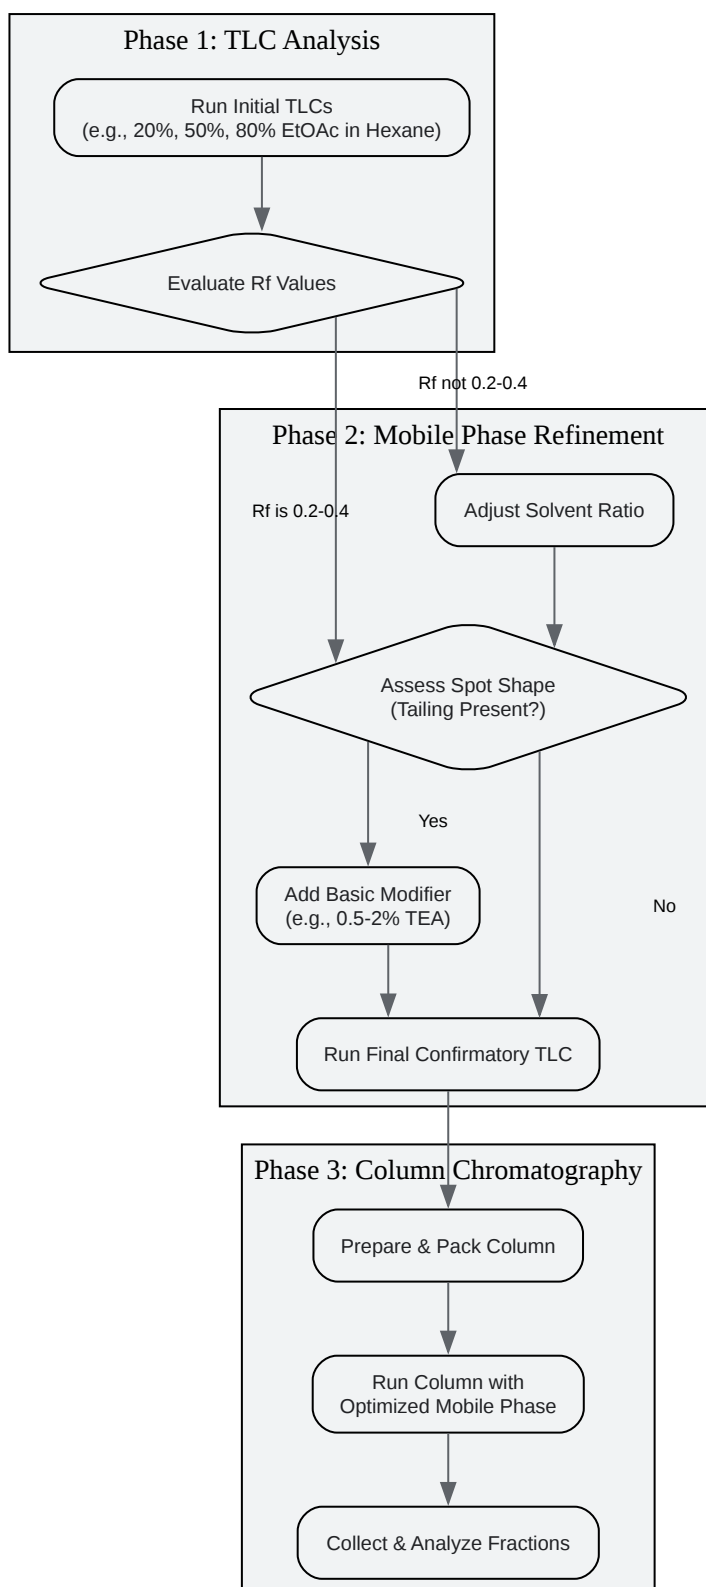 Phase 1: TLC Analysis
Run Initial TLCs
(e.g., 20%, 50%, 80% EtOAc in Hexane)
Evaluate Rf Values
Rf not 0.2-0.4
Phase 2: Mobile Phase Refinement
Rf is 0.2-0.4
Adjust Solvent Ratio
Assess Spot Shape
(Tailing Present?)
Yes
Add Basic Modifier
(e.g., 0.5-2% TEA)
No
Run Final Confirmatory TLC
Phase 3: Column Chromatography
Prepare & Pack Column
Run Column with
Optimized Mobile Phase
Collect & Analyze Fractions